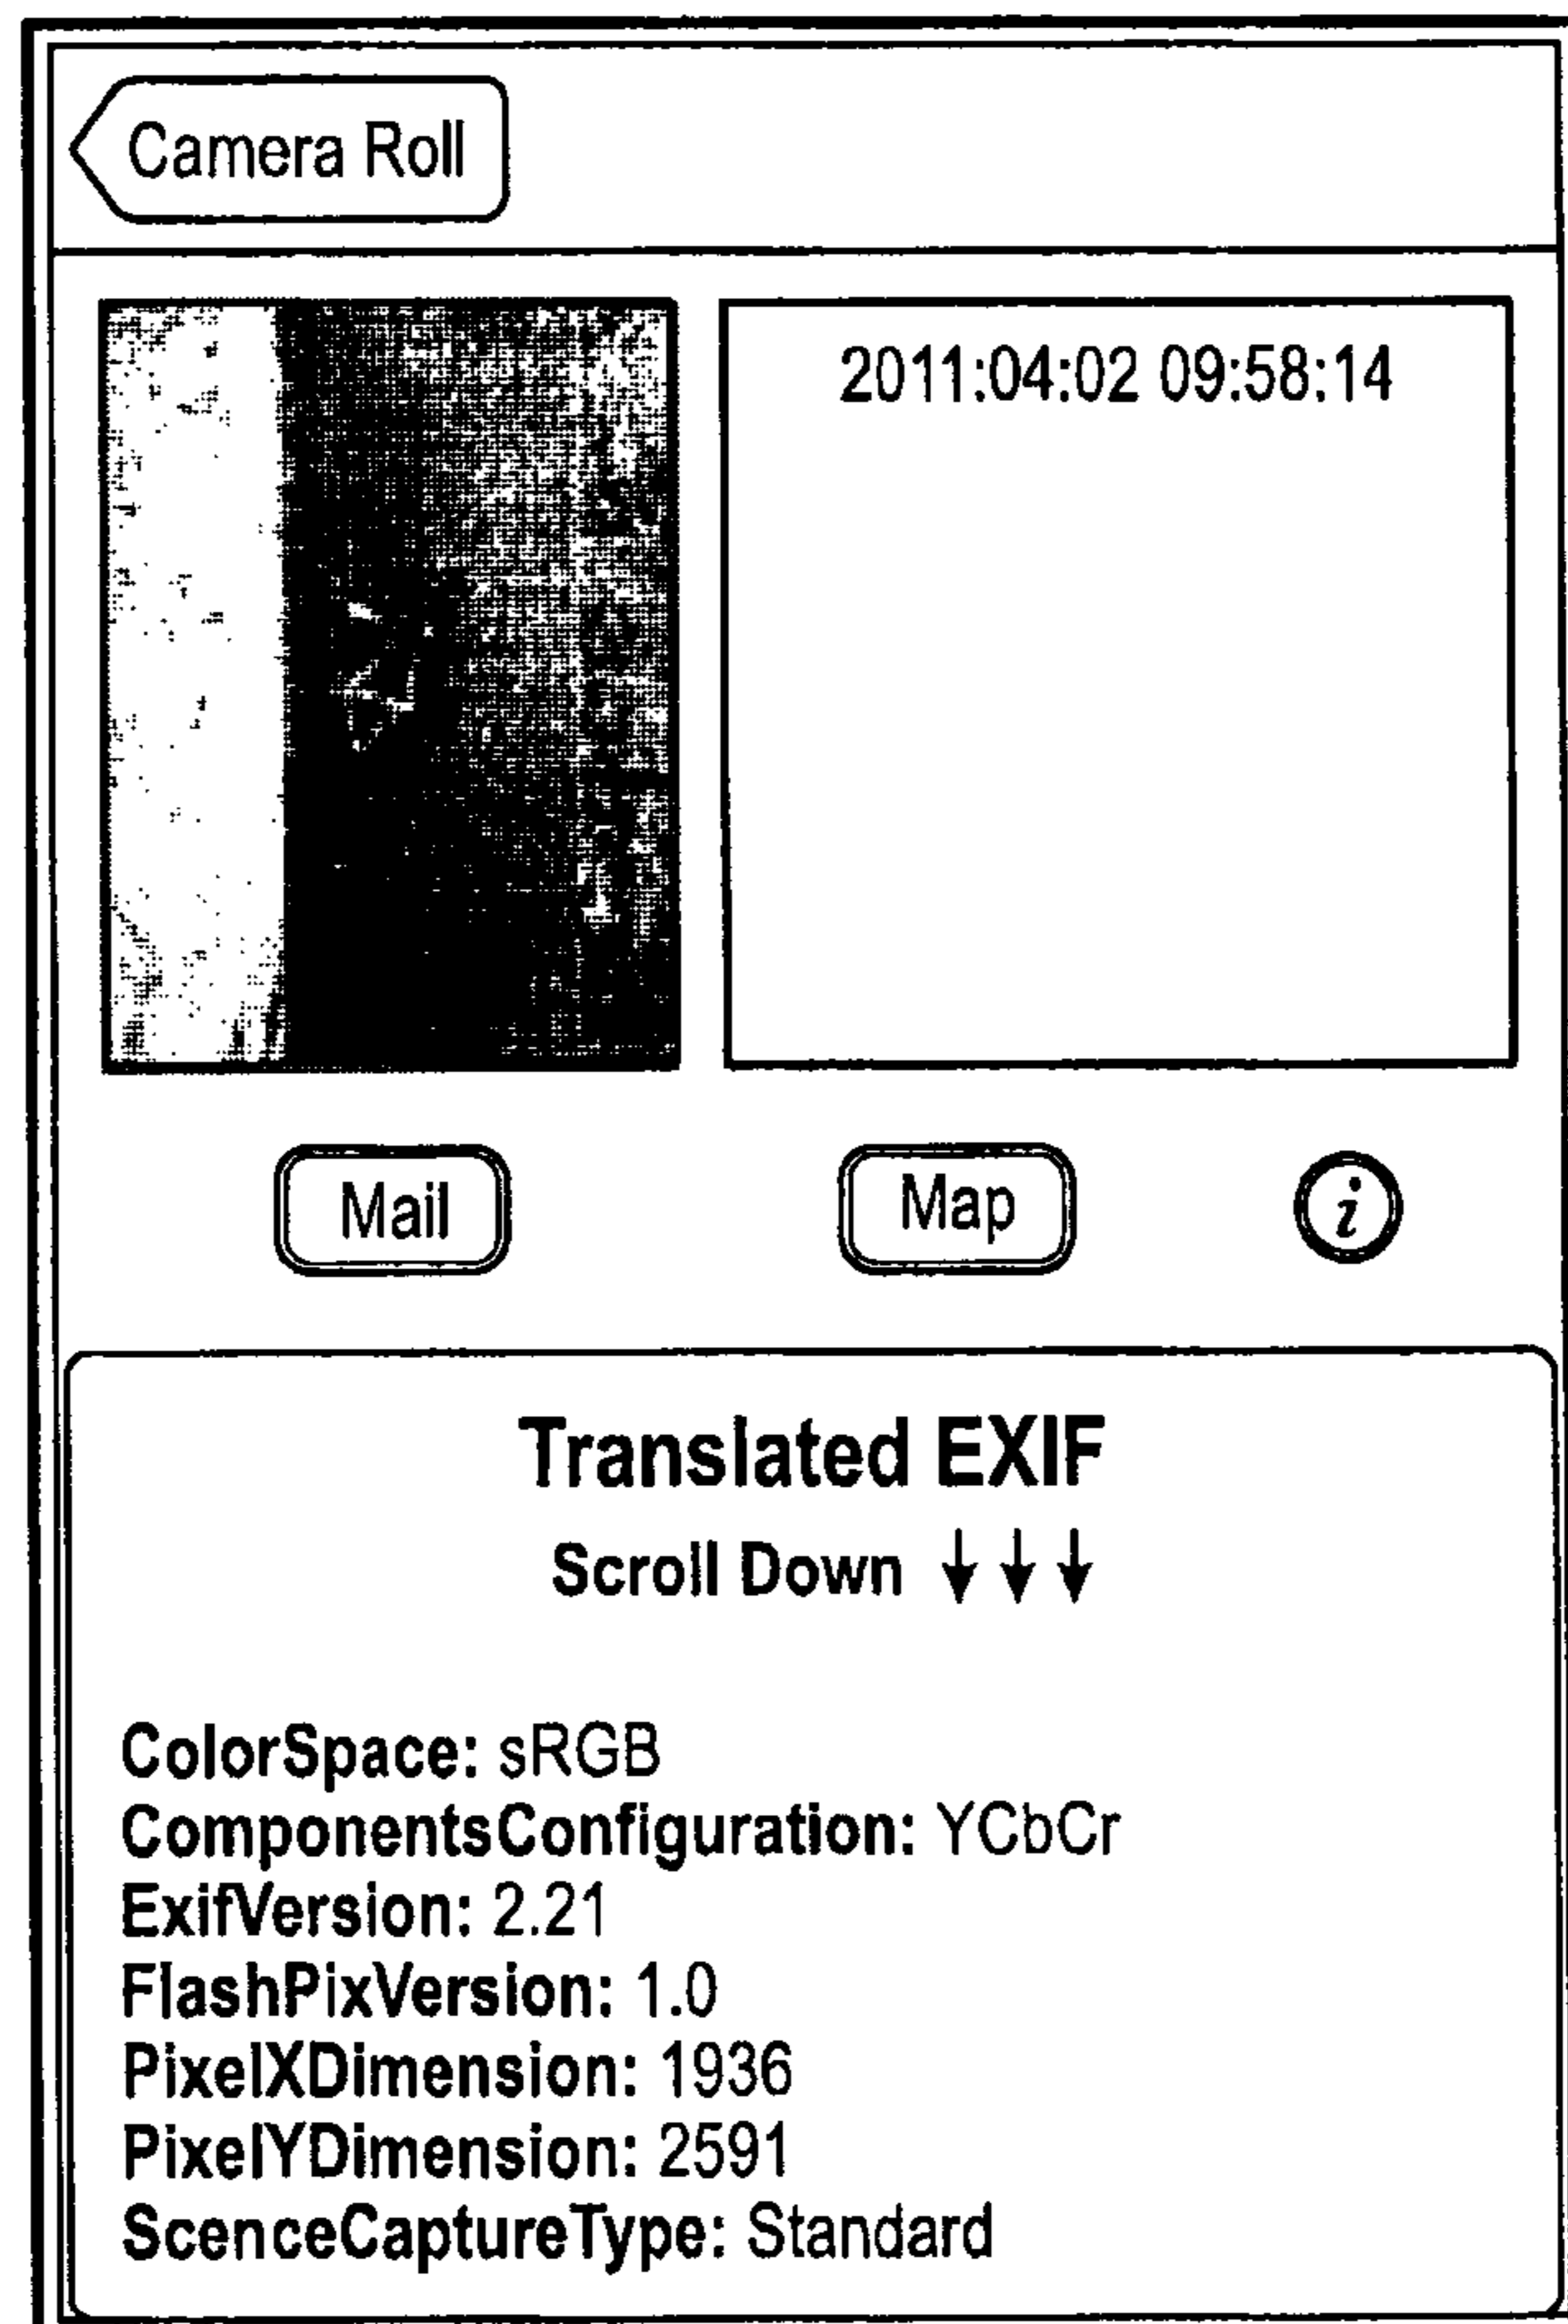 Camera Roll
2011:04:02 09:58:14
Mail
Map
i
Translated EXIF
Scroll Down ↓ ↓ ↓
ColorSpace: sRGB
ComponentsConfiguration: YCbCr
ExifVersion: 2.21
FlashPixVersion: 1.0
PixelXDimension: 1936
PixelYDimension: 2591
ScenceCaptureType: Standard